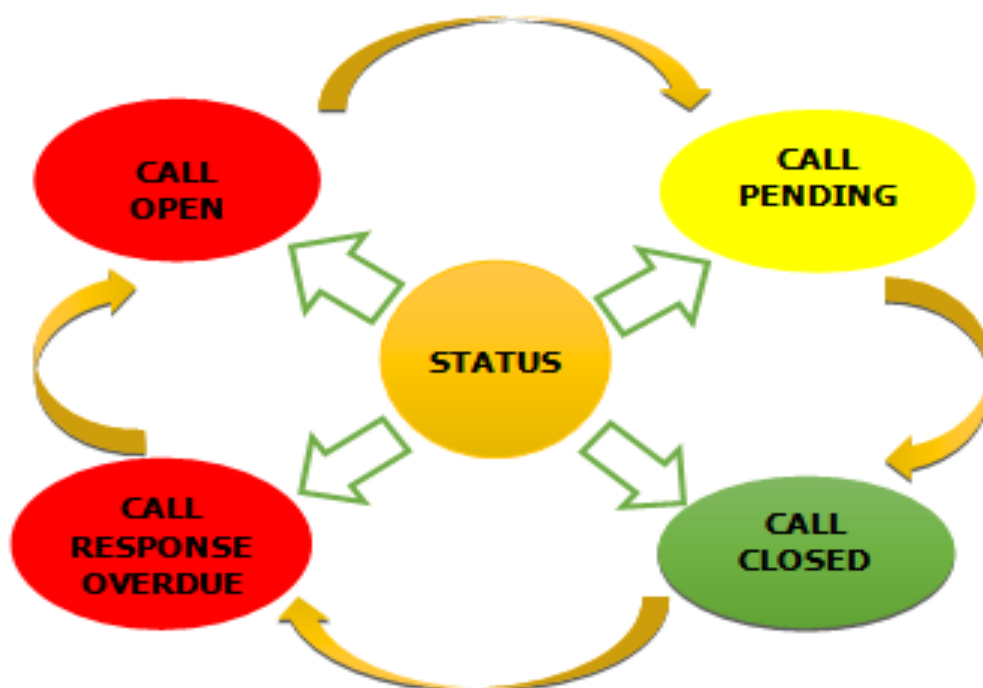 CALL
OPEN
CALL
PENDING
STATUS
CALL
RESPONSE
OVERDUE
CALL
CLOSED